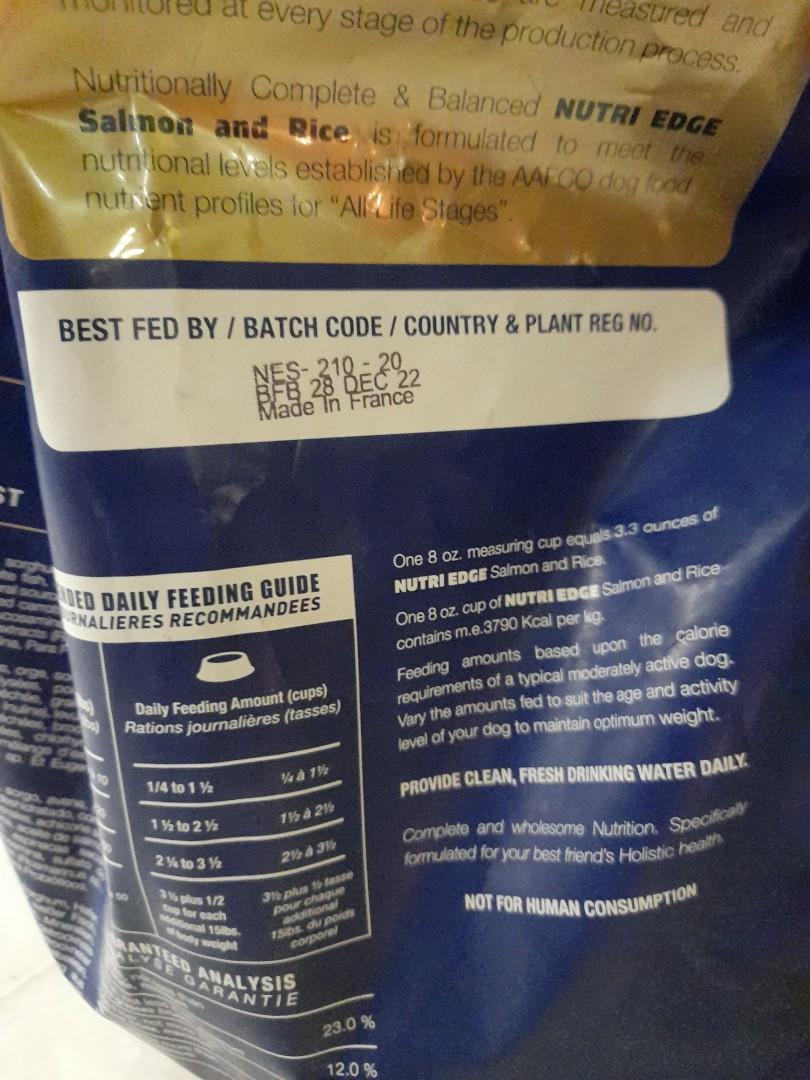 at every stage of the production process.
measured and
Nutritionally Complete & Balanced NUTRI EDGE
Salmon and Rice is formulated to meet the
nutritional levels established by the AAFCO dog food
nutrient profiles for "All Life Stages".
BEST FED BY / BATCH CODE / COUNTRY & PLANT REG NO.
NES- 210 - 20
BFB 28 DEC 22
Made In France
DAILY FEEDING GUIDE
RNALIERES RECOMMANDEES
Daily Feeding Amount (cups)
Rations journalières (tasses)
1/4 to 1 ½
¼ à 1½
1 ½ to 2 ½
1½ à 2½
2 ½ to 3 ½
2½ à 3½
3 ½ plus 1/2
cup for each
additional 15lbs.
of body weight
3½ plus ½ tasse
pour chaque
additional
15lbs. du poids
corporel
RANTEED ANALYSIS
LYSE GARANTIE
23.0 %
12.0 %
One 8 oz. measuring cup equals 3.3 ounces of
NUTRI EDGE Salmon and Rice.
One 8 oz. cup of NUTRI EDGE Salmon and Rice
contains m.e.3790 Kcal per kg.
Feeding amounts based upon the calorie
requirements of a typical moderately active dog.
Vary the amounts fed to suit the age and activity
level of your dog to maintain optimum weight.
PROVIDE CLEAN, FRESH DRINKING WATER DAILY.
Complete and wholesome Nutrition. Specifically
formulated for your best friend's Holistic health.
NOT FOR HUMAN CONSUMPTION